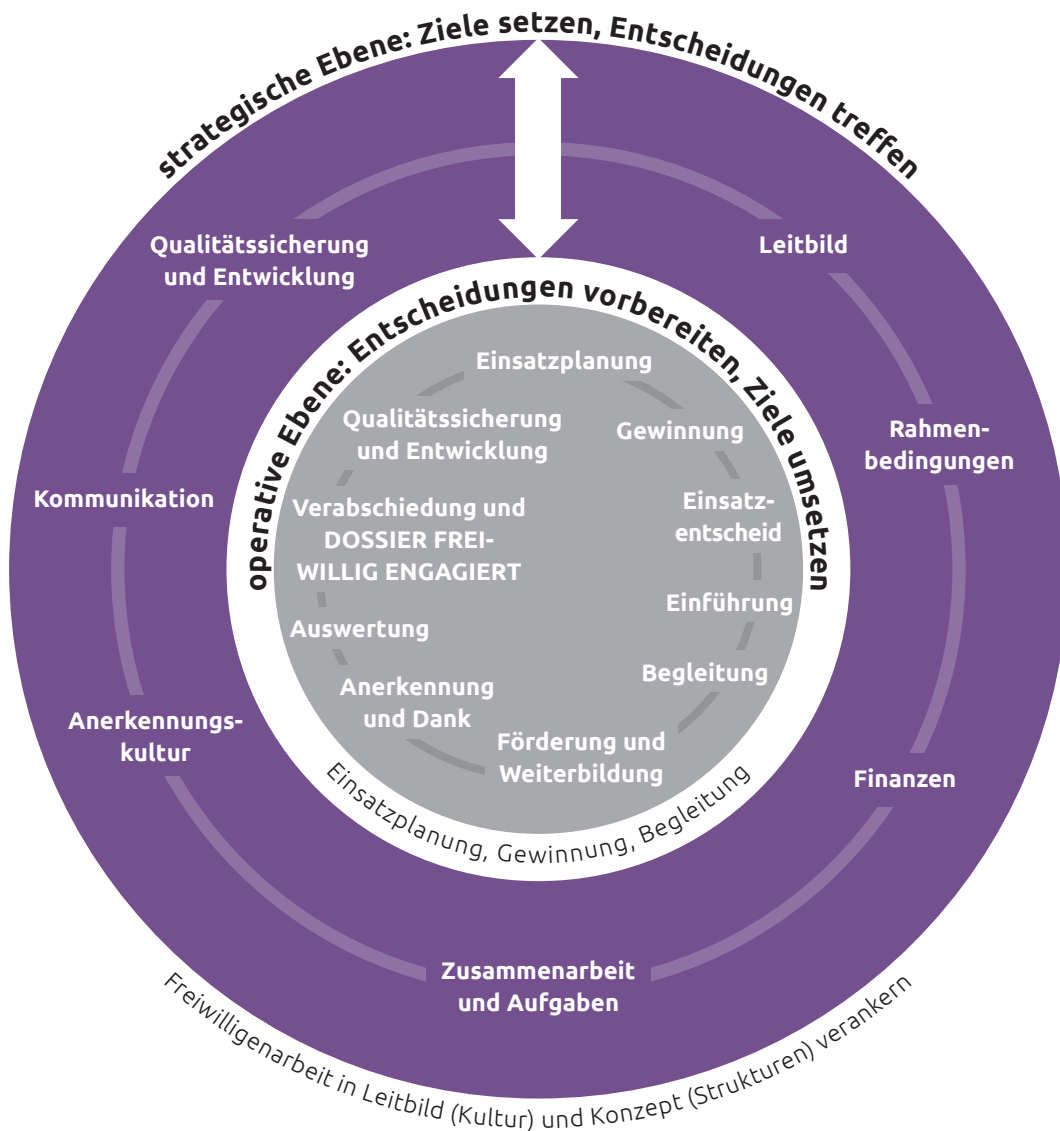 strategische Ebene: Ziele setzen, Entscheidungen treffen
Leitbild
Rahmen-
bedingungen
Finanzen
Zusammenarbeit
und Aufgaben
Anerkennungs-
kultur
Kommunikation
Qualitätssicherung
und Entwicklung
Freiwilligenarbeit in Leitbild (Kultur) und Konzept (Strukturen) verankern
operative Ebene: Entscheidungen vorbereiten, Ziele umsetzen
Einsatzplanung
Gewinnung
Einsatz-
entscheid
Einführung
Begleitung
Förderung und
Weiterbildung
Anerkennung
und Dank
Auswertung
Verabschiedung und
DOSSIER FREI-
WILLIG ENGAGIERT
Qualitätssicherung
und Entwicklung
Einsatzplanung, Gewinnung, Begleitung